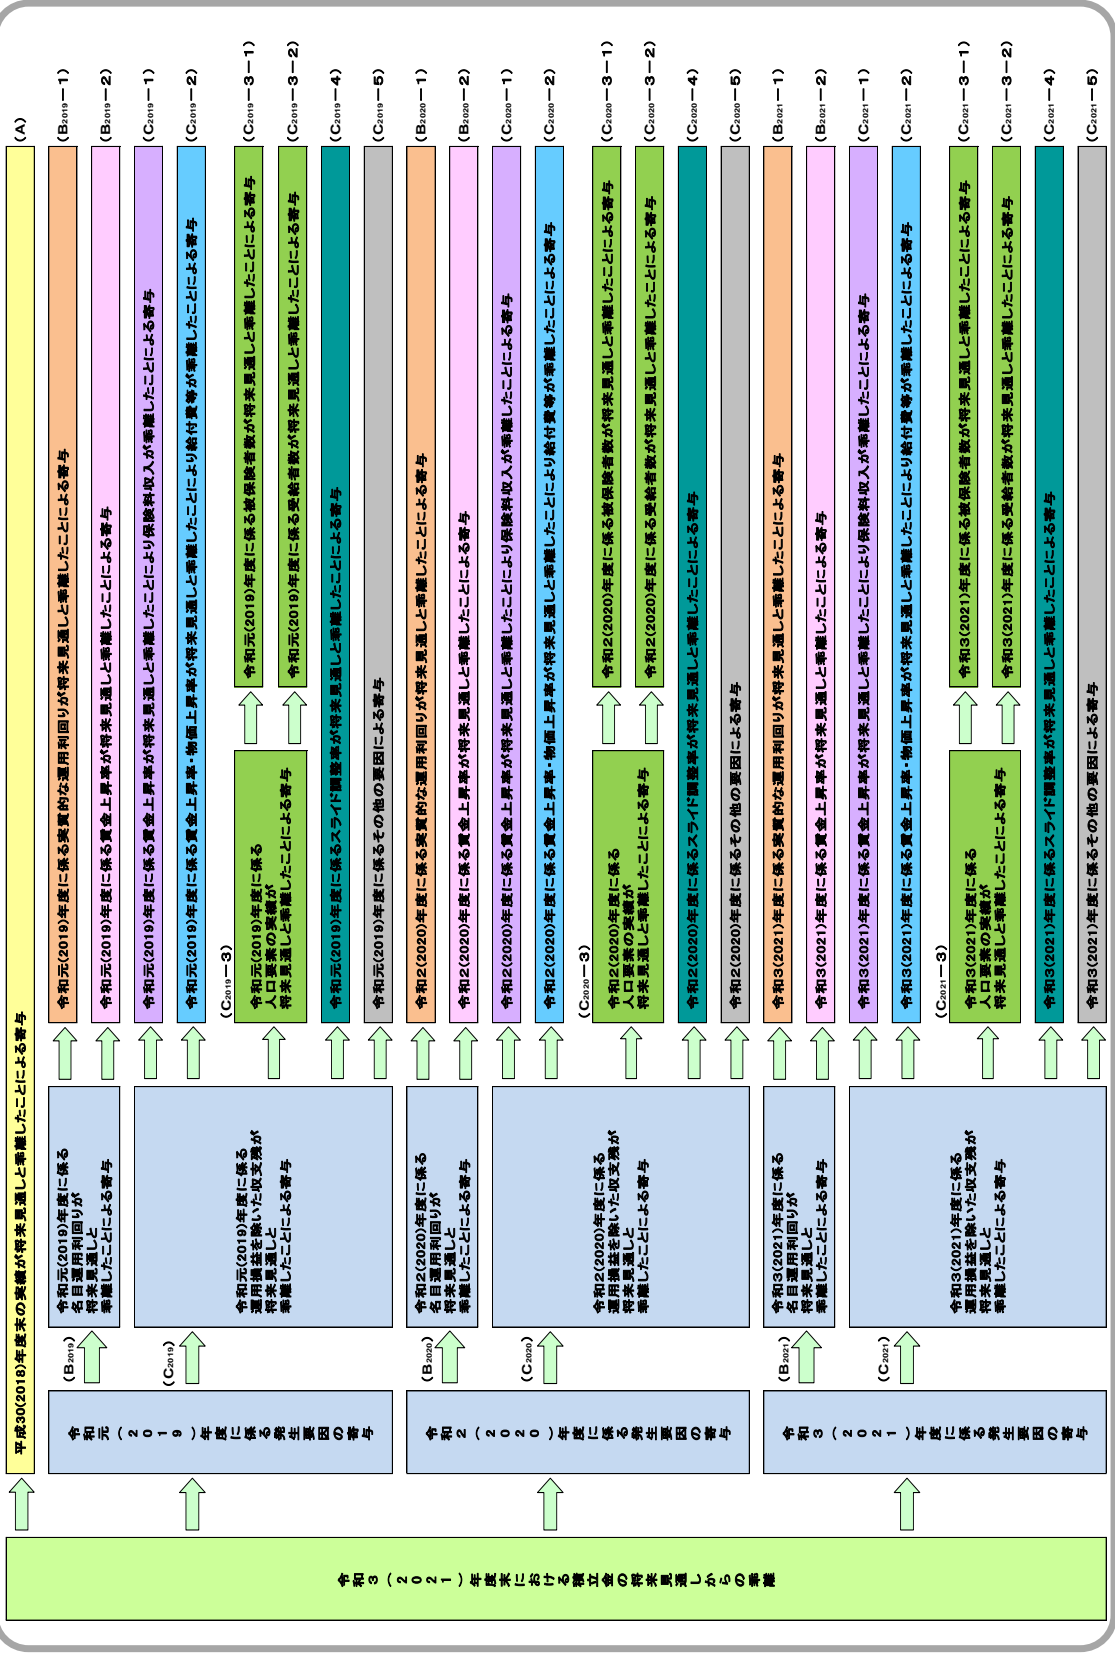 令和3(2021)年度末における積立金の将来見通しからの乖離
平成30(2018)年度末の実績が将来見通しと乖離したことによる寄与
(A)
令和元(2019)年度に係る発生要因の寄与
(B2019)
令和元(2019)年度に係る
名目運用利回りが
将来見通しと
乖離したことによる寄与
令和元(2019)年度に係る実質的な運用利回りが将来見通しと乖離したことによる寄与
(B2019－1)
令和元(2019)年度に係る賃金上昇率が将来見通しと乖離したことによる寄与
(B2019－2)
(C2019)
令和元(2019)年度に係る
運用損益を除いた収支残が
将来見通しと
乖離したことによる寄与
令和元(2019)年度に係る賃金上昇率が将来見通しと乖離したことにより保険料収入が乖離したことによる寄与
(C2019－1)
令和元(2019)年度に係る賃金上昇率・物価上昇率が将来見通しと乖離したことにより給付費等が乖離したことによる寄与
(C2019－2)
(C2019－3)
令和元(2019)年度に係る
人口要素の実績が
将来見通しと乖離したことによる寄与
令和元(2019)年度に係る被保険者数が将来見通しと乖離したことによる寄与
(C2019－3－1)
令和元(2019)年度に係る受給者数が将来見通しと乖離したことによる寄与
(C2019－3－2)
令和元(2019)年度に係るスライド調整率が将来見通しと乖離したことによる寄与
(C2019－4)
令和元(2019)年度に係るその他の要因による寄与
(C2019－5)
令和2(2020)年度に係る発生要因の寄与
(B2020)
令和2(2020)年度に係る
名目運用利回りが
将来見通しと
乖離したことによる寄与
令和2(2020)年度に係る実質的な運用利回りが将来見通しと乖離したことによる寄与
(B2020－1)
令和2(2020)年度に係る賃金上昇率が将来見通しと乖離したことによる寄与
(B2020－2)
(C2020)
令和2(2020)年度に係る
運用損益を除いた収支残が
将来見通しと
乖離したことによる寄与
令和2(2020)年度に係る賃金上昇率が将来見通しと乖離したことにより保険料収入が乖離したことによる寄与
(C2020－1)
令和2(2020)年度に係る賃金上昇率・物価上昇率が将来見通しと乖離したことにより給付費等が乖離したことによる寄与
(C2020－2)
(C2020－3)
令和2(2020)年度に係る
人口要素の実績が
将来見通しと乖離したことによる寄与
令和2(2020)年度に係る被保険者数が将来見通しと乖離したことによる寄与
(C2020－3－1)
令和2(2020)年度に係る受給者数が将来見通しと乖離したことによる寄与
(C2020－3－2)
令和2(2020)年度に係るスライド調整率が将来見通しと乖離したことによる寄与
(C2020－4)
令和2(2020)年度に係るその他の要因による寄与
(C2020－5)
令和3(2021)年度に係る発生要因の寄与
(B2021)
令和3(2021)年度に係る
名目運用利回りが
将来見通しと
乖離したことによる寄与
令和3(2021)年度に係る実質的な運用利回りが将来見通しと乖離したことによる寄与
(B2021－1)
令和3(2021)年度に係る賃金上昇率が将来見通しと乖離したことによる寄与
(B2021－2)
(C2021)
令和3(2021)年度に係る
運用損益を除いた収支残が
将来見通しと
乖離したことによる寄与
令和3(2021)年度に係る賃金上昇率が将来見通しと乖離したことにより保険料収入が乖離したことによる寄与
(C2021－1)
令和3(2021)年度に係る賃金上昇率・物価上昇率が将来見通しと乖離したことにより給付費等が乖離したことによる寄与
(C2021－2)
(C2021－3)
令和3(2021)年度に係る
人口要素の実績が
将来見通しと乖離したことによる寄与
令和3(2021)年度に係る被保険者数が将来見通しと乖離したことによる寄与
(C2021－3－1)
令和3(2021)年度に係る受給者数が将来見通しと乖離したことによる寄与
(C2021－3－2)
令和3(2021)年度に係るスライド調整率が将来見通しと乖離したことによる寄与
(C2021－4)
令和3(2021)年度に係るその他の要因による寄与
(C2021－5)